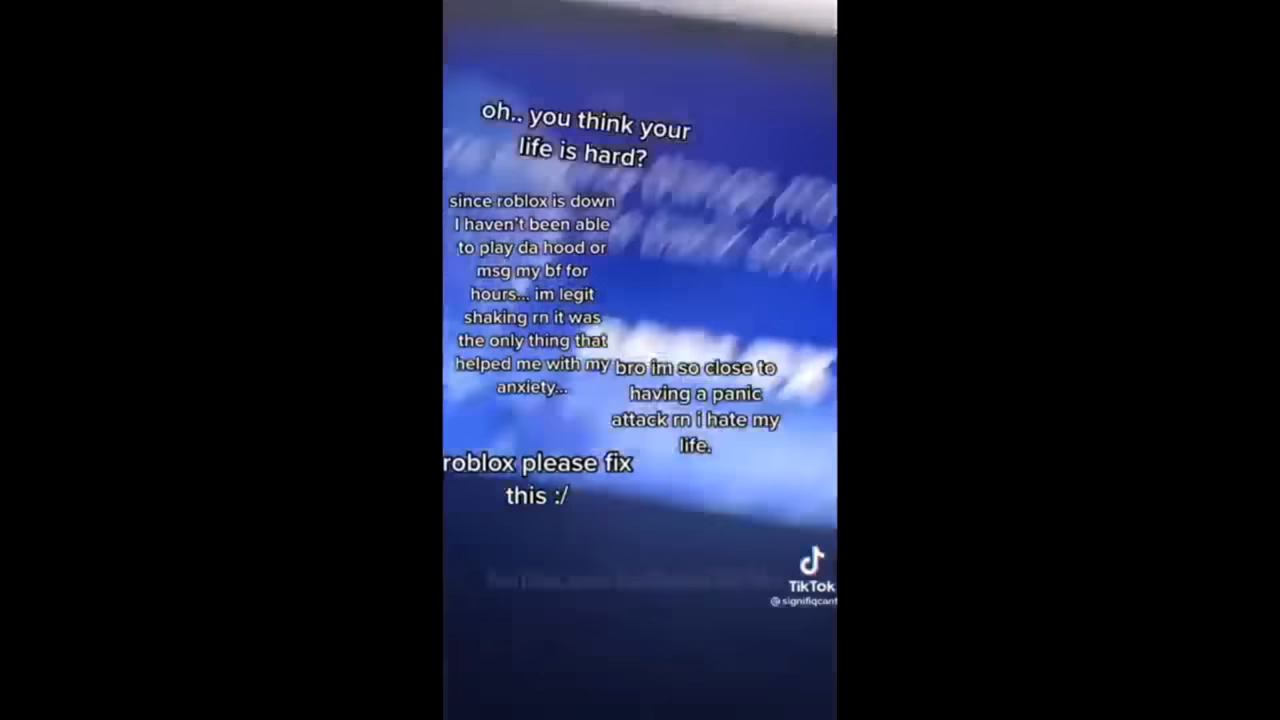 oh.. you think your
life is hard?
since roblox is down
I haven't been able
to play da hood or
msg my bf for
hours... im legit
shaking rn it was
the only thing that
helped me with my
anxiety...
bro im so close to
having a panic
attack rn i hate my
life.
roblox please fix
this :/
TikTok
@signifiqcant